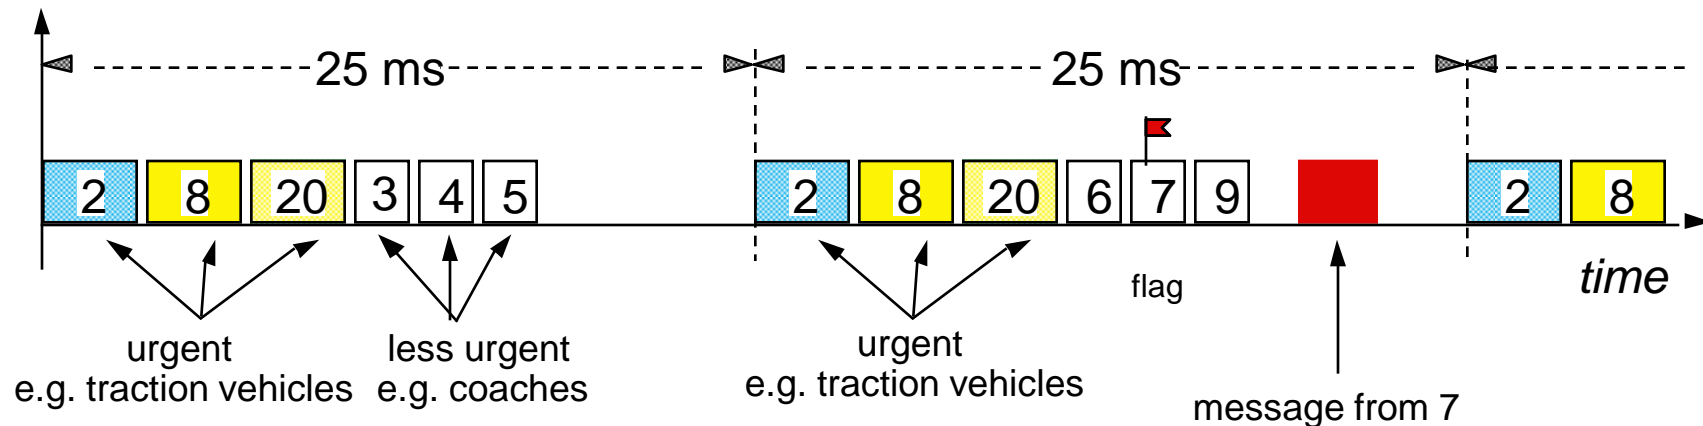 25 ms
25 ms
2 8 20 3 4 5 2 8 20 6 7 9 2 8
flag
time
urgent
e.g. traction vehicles
less urgent
e.g. coaches
urgent
e.g. traction vehicles
message from 7